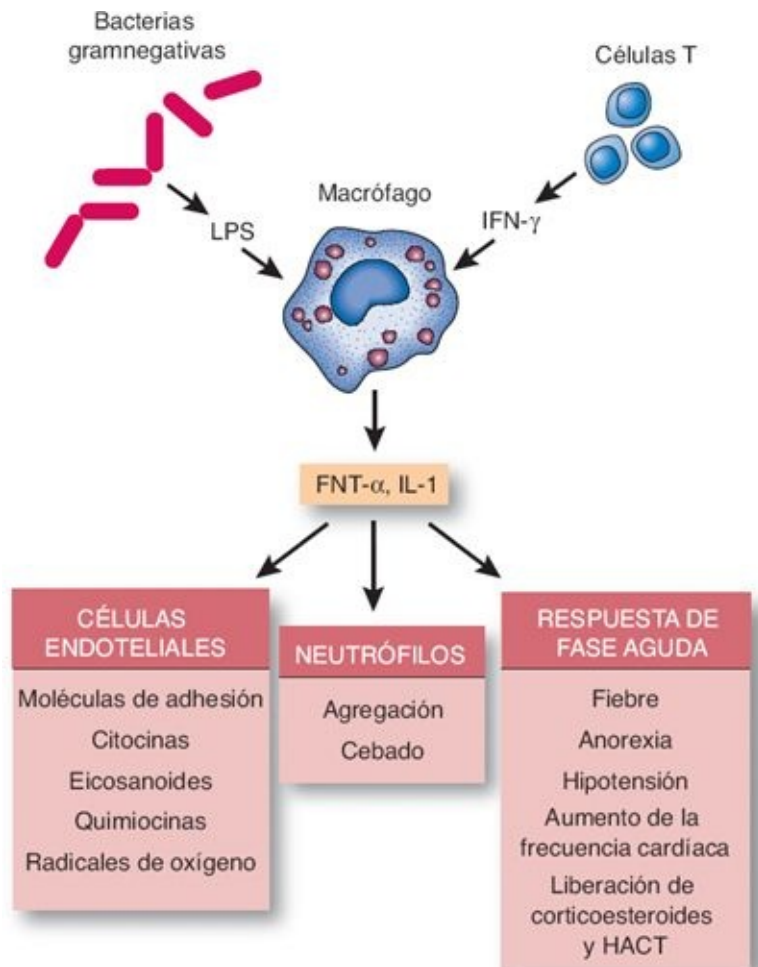 Bacterias
gramnegativas
Células T
Macrófago
LPS
IFN-γ
FNT-α, IL-1
CÉLULAS
ENDOTELIALES
Moléculas de adhesión
Citocinas
Eicosanoides
Quimiocinas
Radicales de oxígeno
NEUTRÓFILOS
Agregación
Cebado
RESPUESTA DE
FASE AGUDA
Fiebre
Anorexia
Hipotensión
Aumento de la
frecuencia cardíaca
Liberación de
corticoesteroides
y HACT